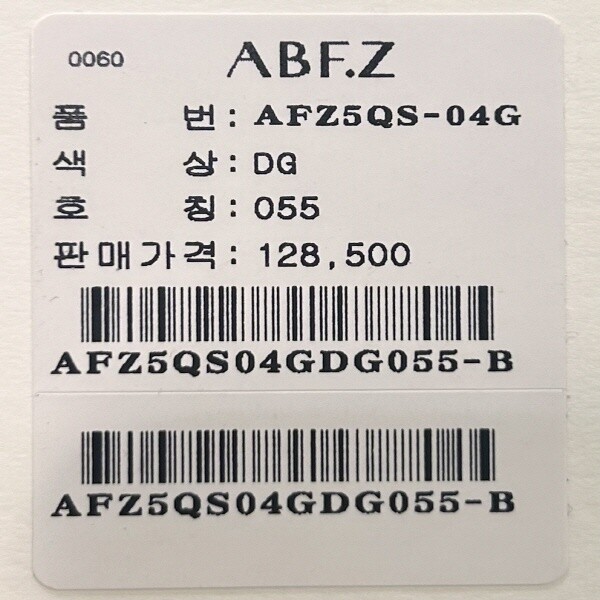 0060 ABF.Z
품 번 : AFZ5QS-04G
색 상 : DG
호 칭 : 055
판매가격 : 128,500
AFZ5QS04GDG055-B
AFZ5QS04GDG055-B